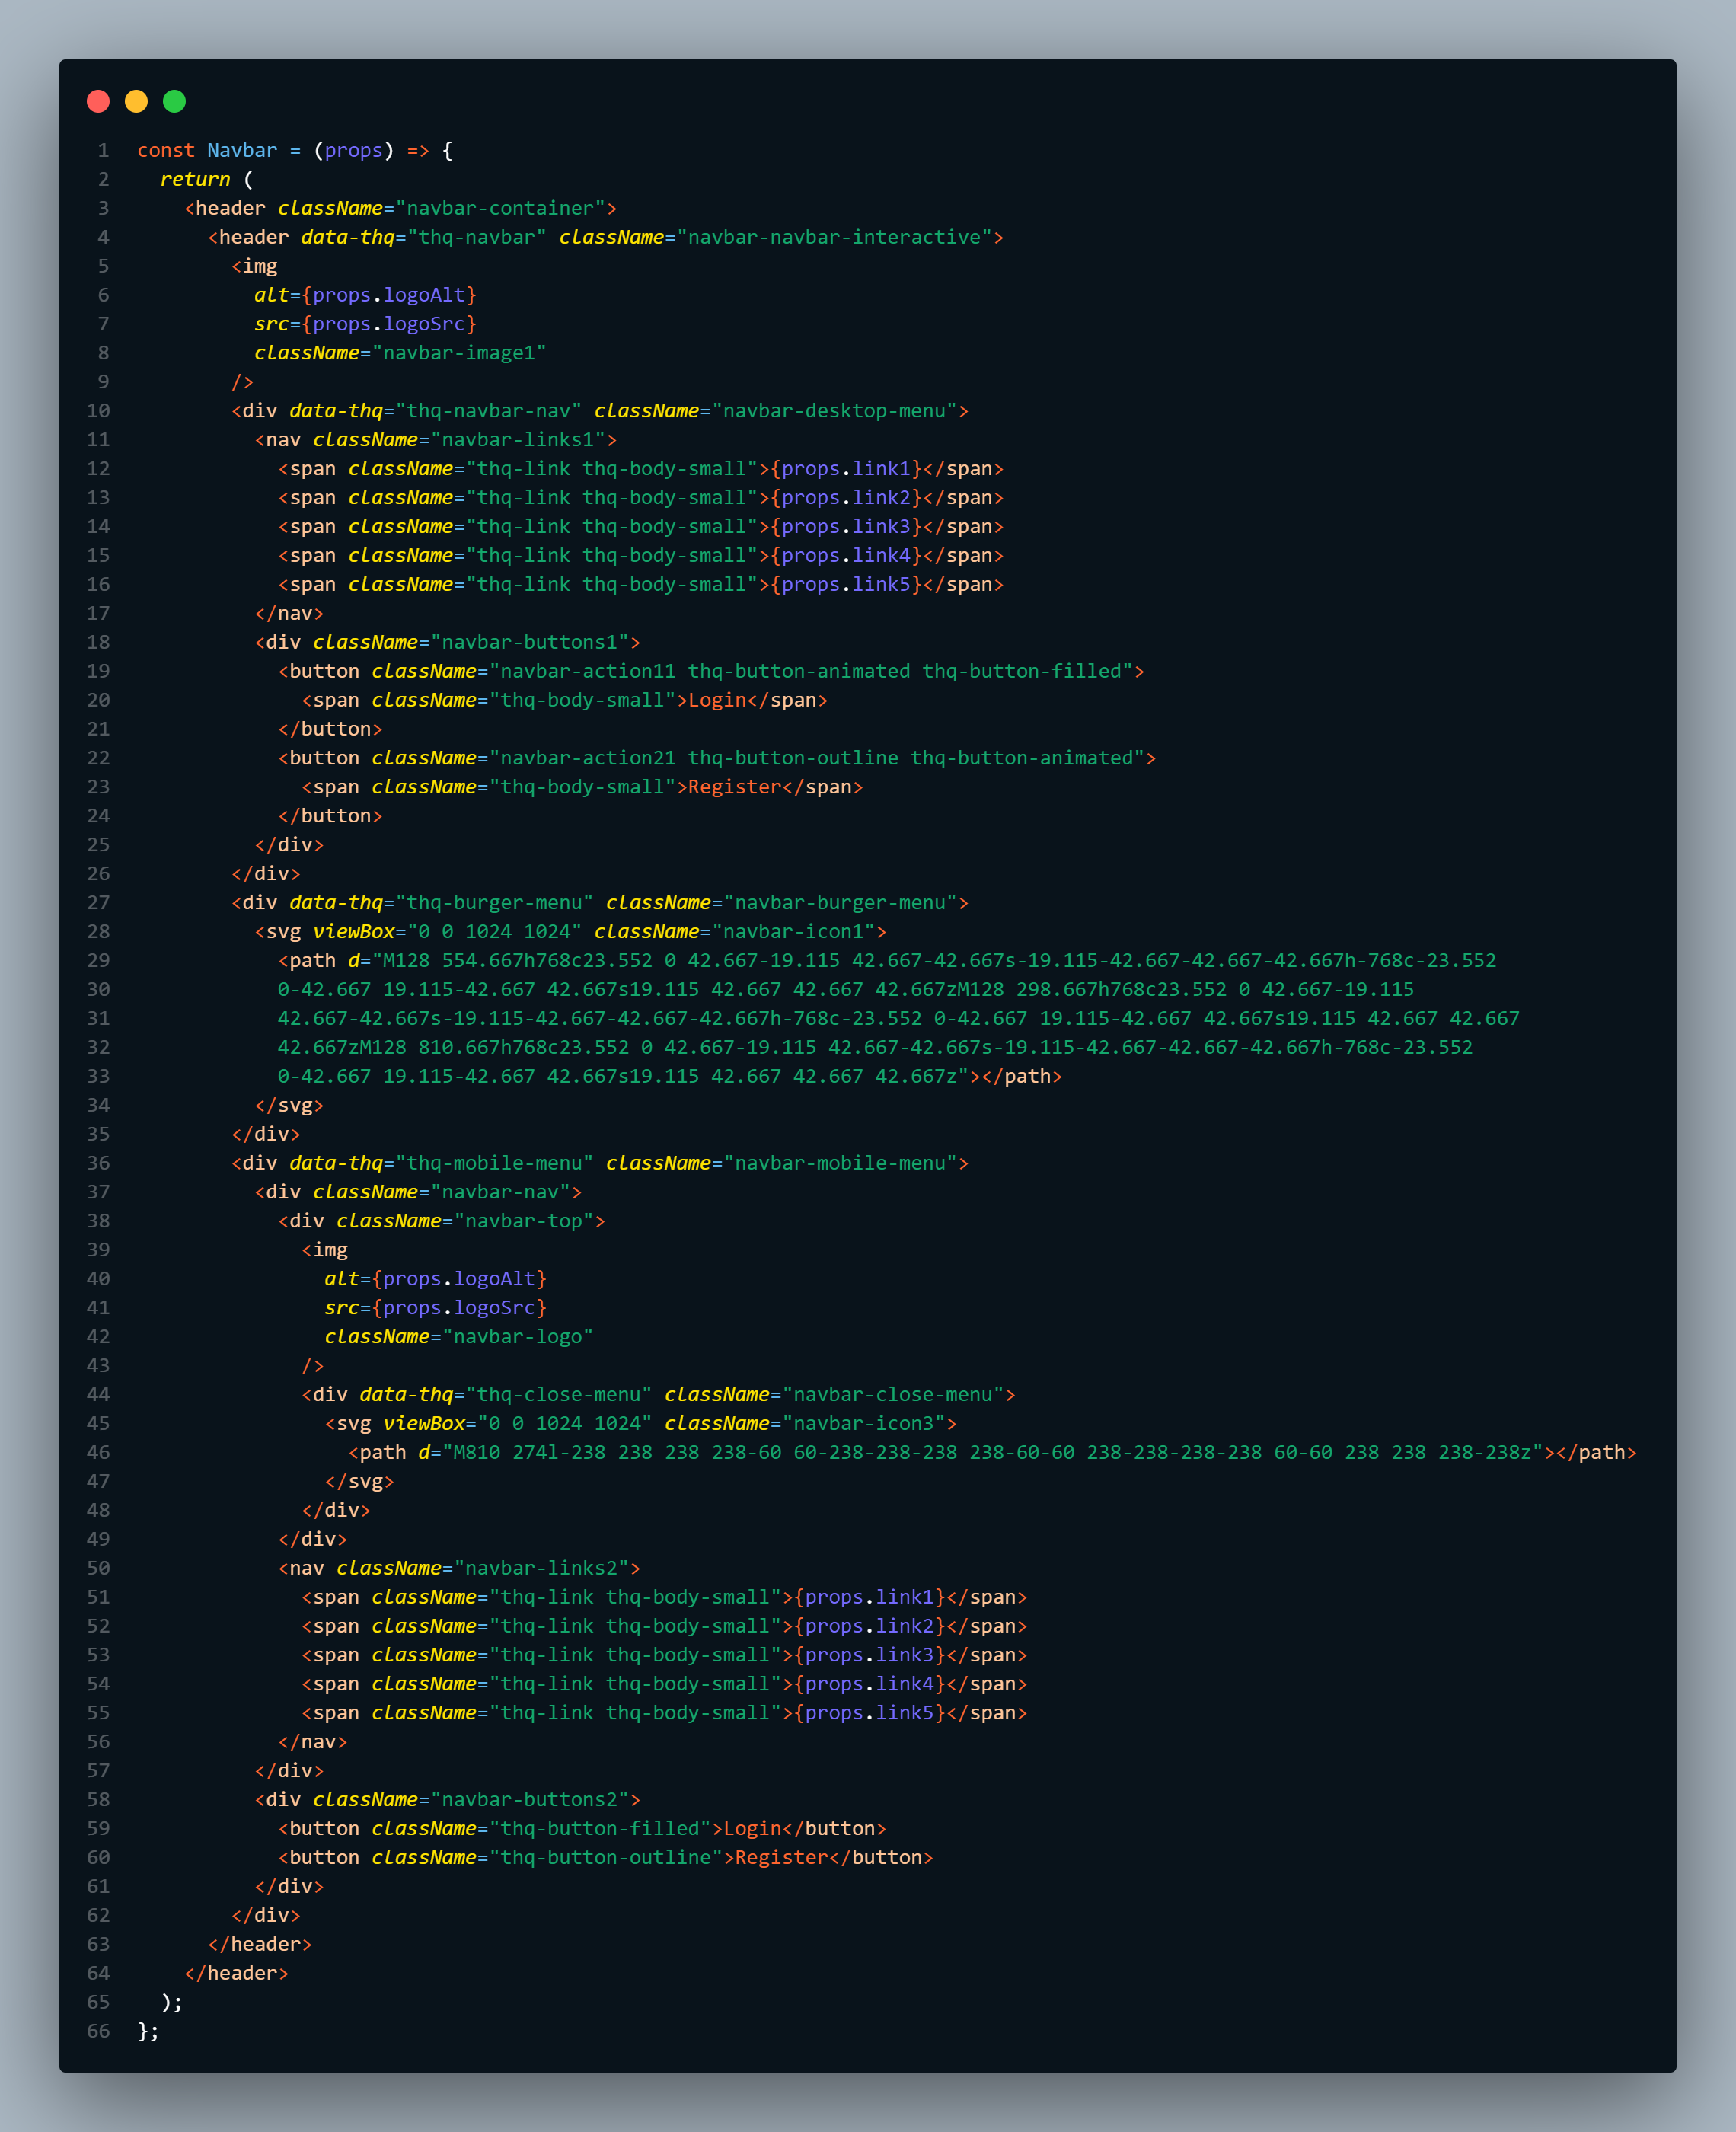 1 const Navbar = (props) => {
2   return (
3     <header className="navbar-container">
4       <header data-thq="thq-navbar" className="navbar-navbar-interactive">
5         <img
6           alt={props.logoAlt}
7           src={props.logoSrc}
8           className="navbar-image1"
9         />
10         <div data-thq="thq-navbar-nav" className="navbar-desktop-menu">
11           <nav className="navbar-links1">
12             <span className="thq-link thq-body-small">{props.link1}</span>
13             <span className="thq-link thq-body-small">{props.link2}</span>
14             <span className="thq-link thq-body-small">{props.link3}</span>
15             <span className="thq-link thq-body-small">{props.link4}</span>
16             <span className="thq-link thq-body-small">{props.link5}</span>
17           </nav>
18           <div className="navbar-buttons1">
19             <button className="navbar-action11 thq-button-animated thq-button-filled">
20               <span className="thq-body-small">Login</span>
21             </button>
22             <button className="navbar-action21 thq-button-outline thq-button-animated">
23               <span className="thq-body-small">Register</span>
24             </button>
25           </div>
26         </div>
27         <div data-thq="thq-burger-menu" className="navbar-burger-menu">
28           <svg viewBox="0 0 1024 1024" className="navbar-icon1">
29             <path d="M128 554.667h768c23.552 0 42.667-19.115 42.667-42.667s-19.115-42.667-42.667-42.667h-768c-23.552
30             0-42.667 19.115-42.667 42.667s19.115 42.667 42.667 42.667zM128 298.667h768c23.552 0 42.667-19.115
31             42.667-42.667s-19.115-42.667-42.667-42.667h-768c-23.552 0-42.667 19.115-42.667 42.667s19.115 42.667 42.667
32             42.667zM128 810.667h768c23.552 0 42.667-19.115 42.667-42.667s-19.115-42.667-42.667-42.667h-768c-23.552
33             0-42.667 19.115-42.667 42.667s19.115 42.667 42.667 42.667z"></path>
34           </svg>
35         </div>
36         <div data-thq="thq-mobile-menu" className="navbar-mobile-menu">
37           <div className="navbar-nav">
38             <div className="navbar-top">
39               <img
40                 alt={props.logoAlt}
41                 src={props.logoSrc}
42                 className="navbar-logo"
43               />
44               <div data-thq="thq-close-menu" className="navbar-close-menu">
45                 <svg viewBox="0 0 1024 1024" className="navbar-icon3">
46                   <path d="M810 274l-238 238 238 238-60 60-238-238-238 238-60-60 238-238-238-238 60-60 238 238 238-238z"></path>
47                 </svg>
48               </div>
49             </div>
50             <nav className="navbar-links2">
51               <span className="thq-link thq-body-small">{props.link1}</span>
52               <span className="thq-link thq-body-small">{props.link2}</span>
53               <span className="thq-link thq-body-small">{props.link3}</span>
54               <span className="thq-link thq-body-small">{props.link4}</span>
55               <span className="thq-link thq-body-small">{props.link5}</span>
56             </nav>
57           </div>
58           <div className="navbar-buttons2">
59             <button className="thq-button-filled">Login</button>
60             <button className="thq-button-outline">Register</button>
61           </div>
62         </div>
63       </header>
64     </header>
65   );
66 };